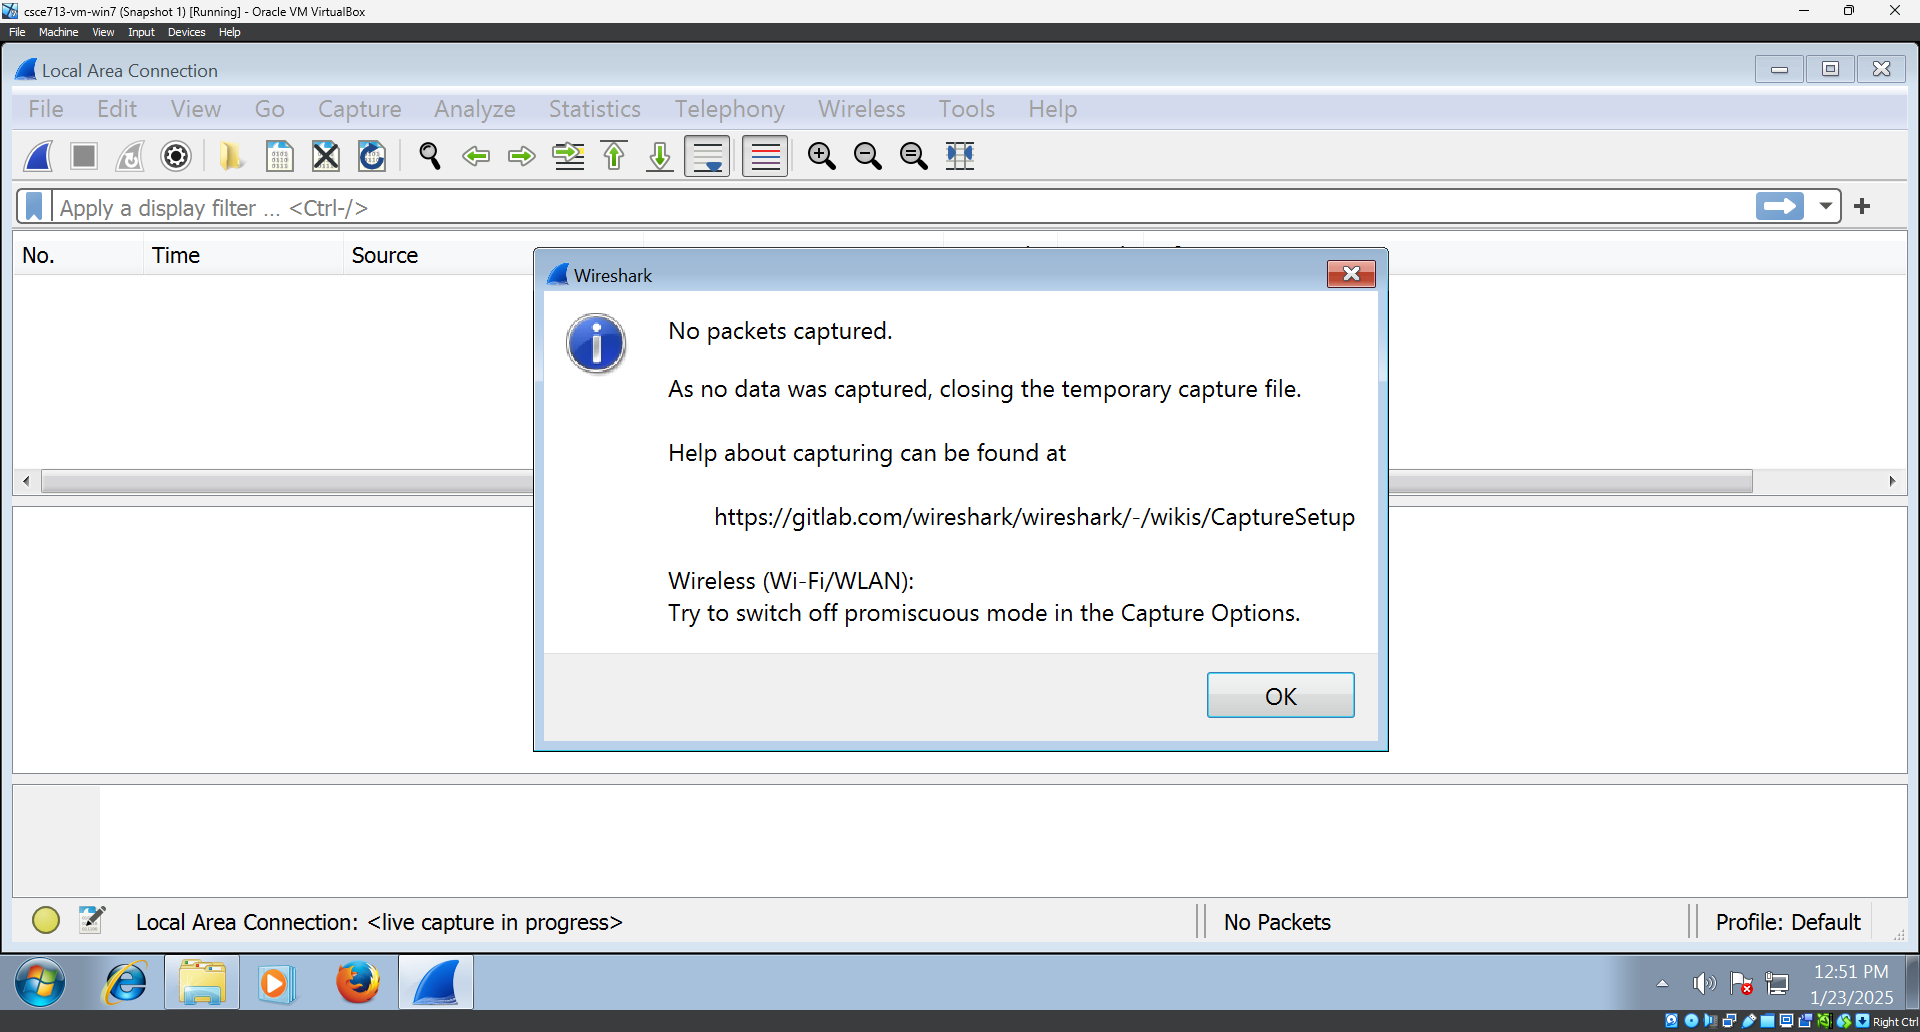 csce713-vm-win7 (Snapshot 1) [Running] - Oracle VM VirtualBox
File Machine View Input Devices Help
Local Area Connection
File Edit View Go Capture Analyze Statistics Telephony Wireless Tools Help
Apply a display filter ... <Ctrl-/>
No. Time Source
Wireshark
No packets captured.
As no data was captured, closing the temporary capture file.
Help about capturing can be found at
https://gitlab.com/wireshark/wireshark/-/wikis/CaptureSetup
Wireless (Wi-Fi/WLAN):
Try to switch off promiscuous mode in the Capture Options.
OK
Local Area Connection: <live capture in progress> No Packets Profile: Default
12:51 PM
1/23/2025
Right Ctrl